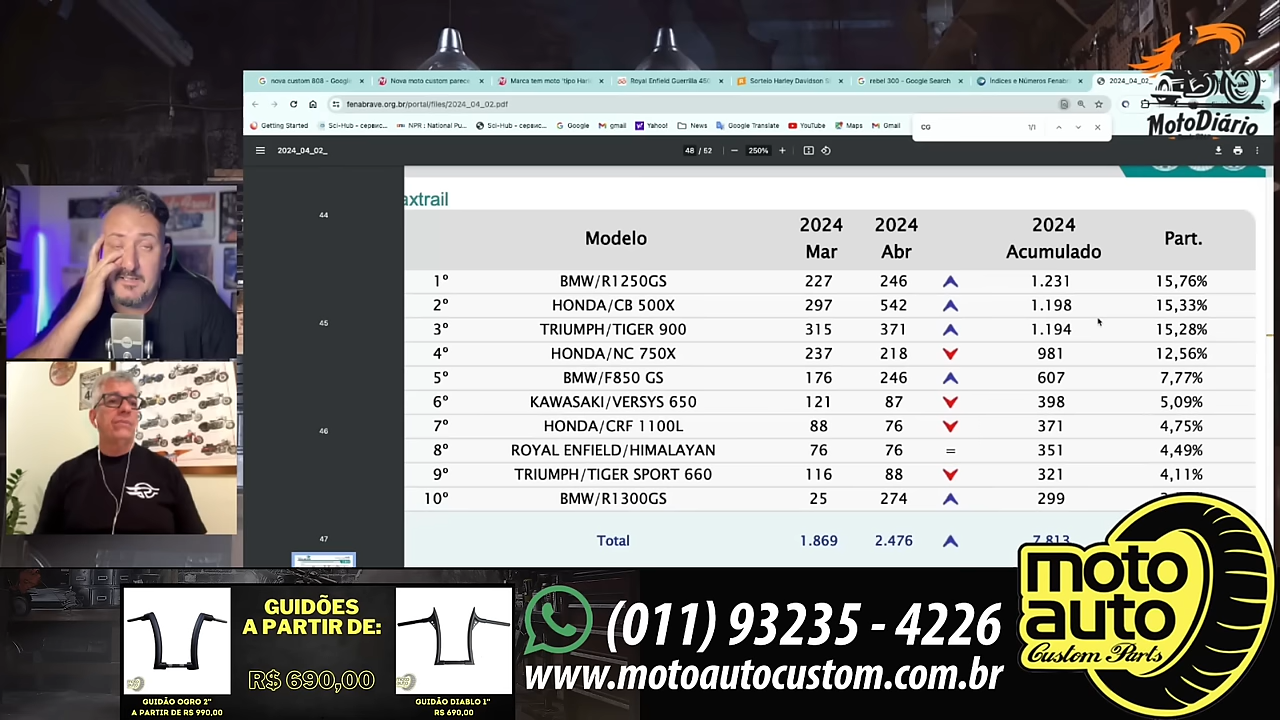 nova custom 808 - Google
Nova moto custom parece
Marca tem moto 'tipo Harl
Royal Enfield Guerrilla 450
Sorteio Harley Davidson S
rebel 300 - Google Search
Índices e Números Fenab
2024_04_02_
fenabrave.org.br/portal/files/2024_04_02.pdf
Getting Started
Sci-Hub - сервис...
NPR : National Pu...
Sci-Hub - сервис...
Google
gmail
Yahoo!
News
Google Translate
YouTube
Maps
Gmail
CG
1/1
MotoDiário
2024_04_02_
48 / 52
250%
44
45
46
47
axtrail
Modelo 2024 Mar 2024 Abr 2024 Acumulado Part.
1º BMW/R1250GS 227 246 1.231 15,76%
2º HONDA/CB 500X 297 542 1.198 15,33%
3º TRIUMPH/TIGER 900 315 371 1.194 15,28%
4º HONDA/NC 750X 237 218 981 12,56%
5º BMW/F850 GS 176 246 607 7,77%
6º KAWASAKI/VERSYS 650 121 87 398 5,09%
7º HONDA/CRF 1100L 88 76 371 4,75%
8º ROYAL ENFIELD/HIMALAYAN 76 76 = 351 4,49%
9º TRIUMPH/TIGER SPORT 660 116 88 321 4,11%
10º BMW/R1300GS 25 274 299
Total 1.869 2.476 7.813
GUIDÕES
A PARTIR DE:
R$ 690,00
GUIDÃO OGRO 2"
A PARTIR DE R$ 990,00
GUIDÃO DIABLO 1"
R$ 690,00
(011) 93235 - 4226
www.motoautocustom.com.br
moto
auto
Custom Parts